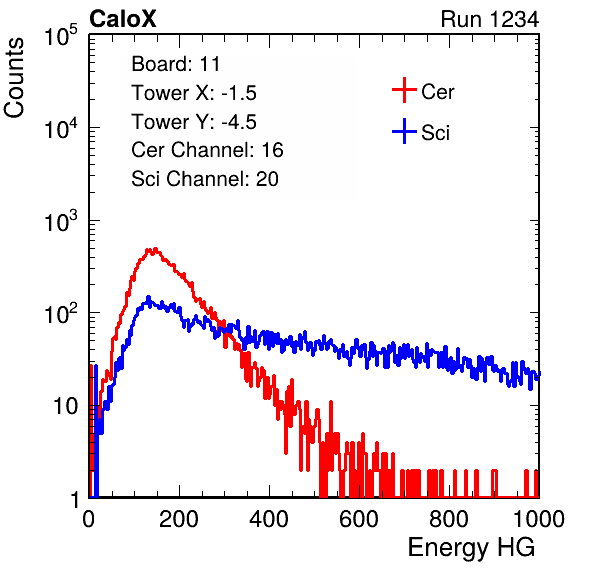 CaloX Run 1234
Counts
Board: 11
Tower X: -1.5
Tower Y: -4.5
Cer Channel: 16
Sci Channel: 20
Cer
Sci
10^5
10^4
10^3
10^2
10
1
0 200 400 600 800 1000
Energy HG